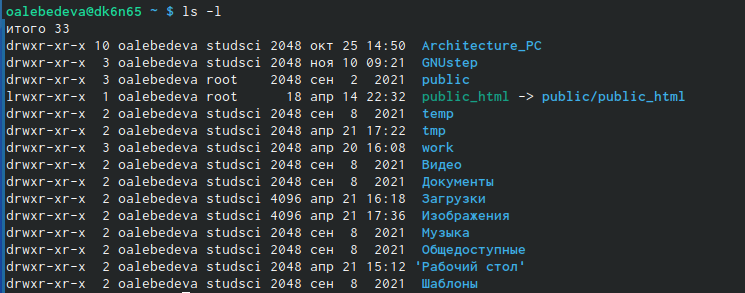 oalebedeva@dk6n65 ~ $ ls -l
итого 33
drwxr-xr-x 10 oalebedeva studsci 2048 окт 25 14:50  Architecture_PC
drwxr-xr-x  3 oalebedeva studsci 2048 ноя 10 09:21  GNUstep
drwxr-xr-x  3 oalebedeva root    2048 сен  2  2021  public
lrwxr-xr-x  1 oalebedeva root      18 апр 14 22:32  public_html -> public/public_html
drwxr-xr-x  2 oalebedeva studsci 2048 сен  8  2021  temp
drwxr-xr-x  2 oalebedeva studsci 2048 апр 21 17:22  tmp
drwxr-xr-x  3 oalebedeva studsci 2048 апр 20 16:08  work
drwxr-xr-x  2 oalebedeva studsci 2048 сен  8  2021  Видео
drwxr-xr-x  2 oalebedeva studsci 2048 сен  8  2021  Документы
drwxr-xr-x  2 oalebedeva studsci 4096 апр 21 16:18  Загрузки
drwxr-xr-x  2 oalebedeva studsci 4096 апр 21 17:36  Изображения
drwxr-xr-x  2 oalebedeva studsci 2048 сен  8  2021  Музыка
drwxr-xr-x  2 oalebedeva studsci 2048 сен  8  2021  Общедоступные
drwxr-xr-x  2 oalebedeva studsci 2048 апр 21 15:12 'Рабочий стол'
drwxr-xr-x  2 oalebedeva studsci 2048 сен  8  2021  Шаблоны